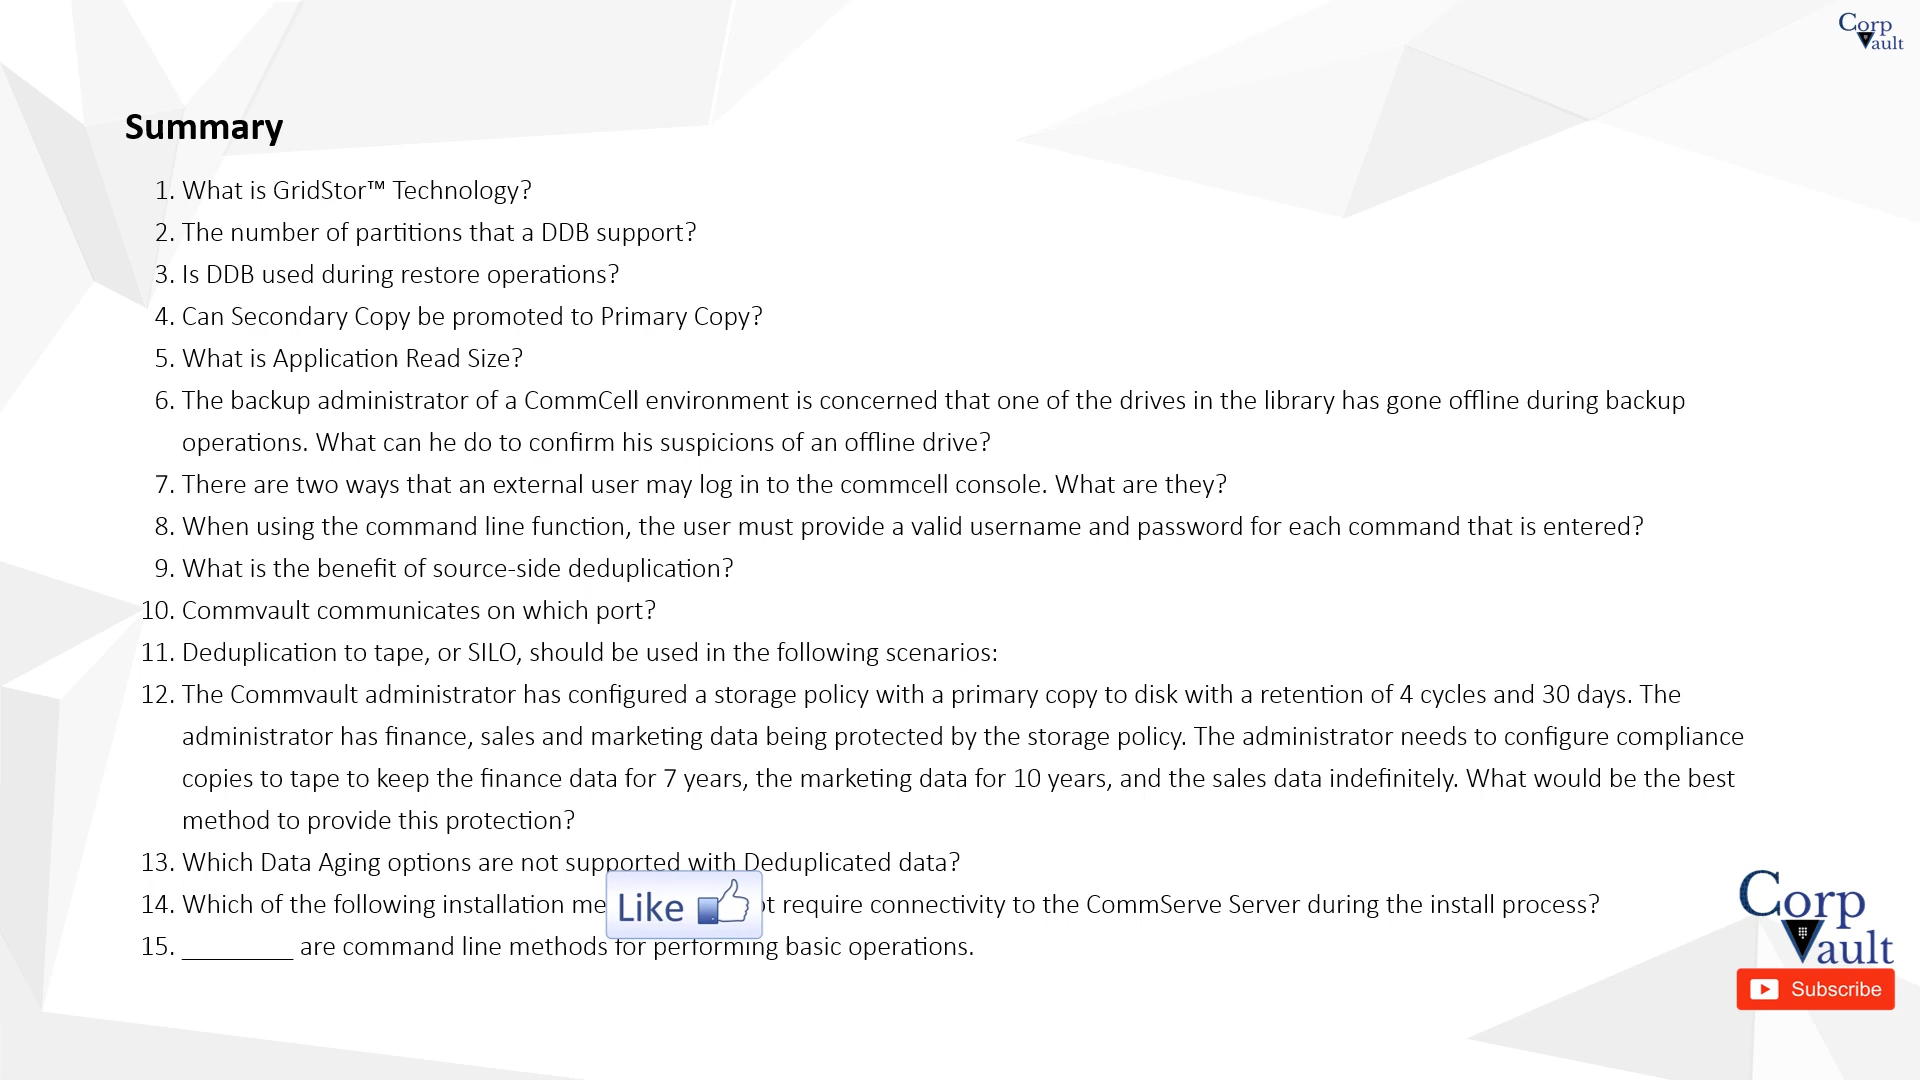 Corp
Vault
Summary
1. What is GridStor™ Technology?
2. The number of partitions that a DDB support?
3. Is DDB used during restore operations?
4. Can Secondary Copy be promoted to Primary Copy?
5. What is Application Read Size?
6. The backup administrator of a CommCell environment is concerned that one of the drives in the library has gone offline during backup
operations. What can he do to confirm his suspicions of an offline drive?
7. There are two ways that an external user may log in to the commcell console. What are they?
8. When using the command line function, the user must provide a valid username and password for each command that is entered?
9. What is the benefit of source-side deduplication?
10. Commvault communicates on which port?
11. Deduplication to tape, or SILO, should be used in the following scenarios:
12. The Commvault administrator has configured a storage policy with a primary copy to disk with a retention of 4 cycles and 30 days. The
administrator has finance, sales and marketing data being protected by the storage policy. The administrator needs to configure compliance
copies to tape to keep the finance data for 7 years, the marketing data for 10 years, and the sales data indefinitely. What would be the best
method to provide this protection?
13. Which Data Aging options are not supported with Deduplicated data?
14. Which of the following installation require connectivity to the CommServe Server during the install process?
Like
15. ________ are command line methods for performing basic operations.
Corp
Vault
Subscribe